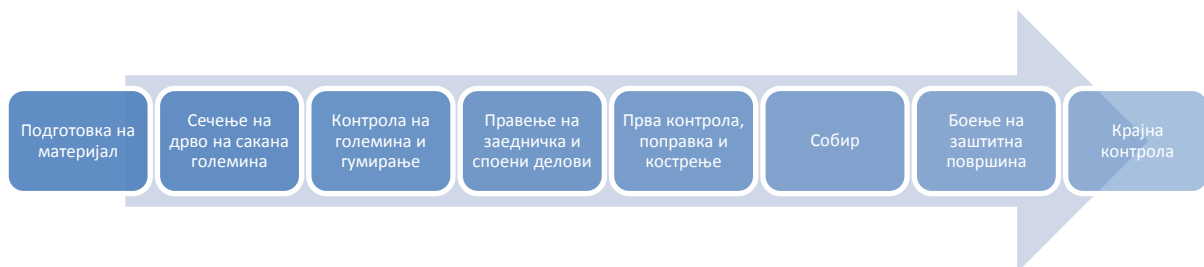 Подготовка на
материјал
Сечење на
дрво на сакана
големина
Контрола на
големина и
гумирање
Правење на
заедничка и
споени делови
Прва контрола,
поправка и
кострење
Собир
Боење на
заштитна
површина
Крајна
контрола